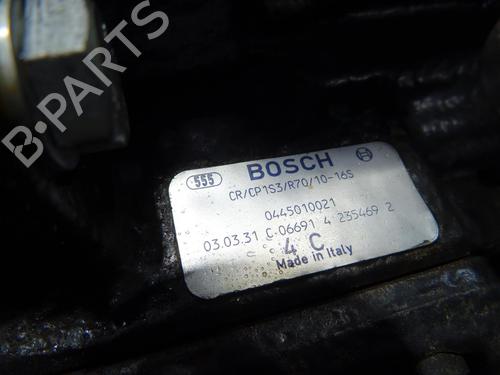 B-PARTS
555 BOSCH
CR/CP1S3/R70/10-16S
0445010021
03.03.31 C-06691 4 235469 2
4 C
Made in Italy